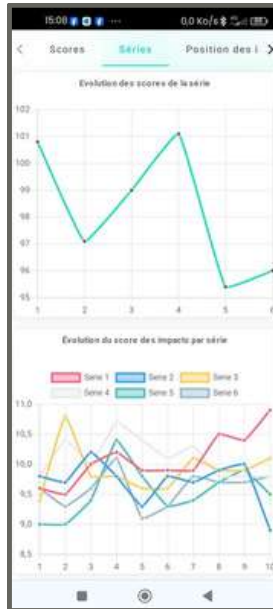 15:08 ... 0,0 Ko/s
< Scores Séries Position des I >
Evolution des scores de la série
102
101
100
99
98
96
95
1 2 3 4 5 6
Évolution du score des impacts par série
Serie 1 Serie 2 Serie 3
Serie 4 Serie 5 Serie 6
11,0
10,5
10,0
9,5
9,0
8,5
1 2 3 4 5 6 7 8 9 10